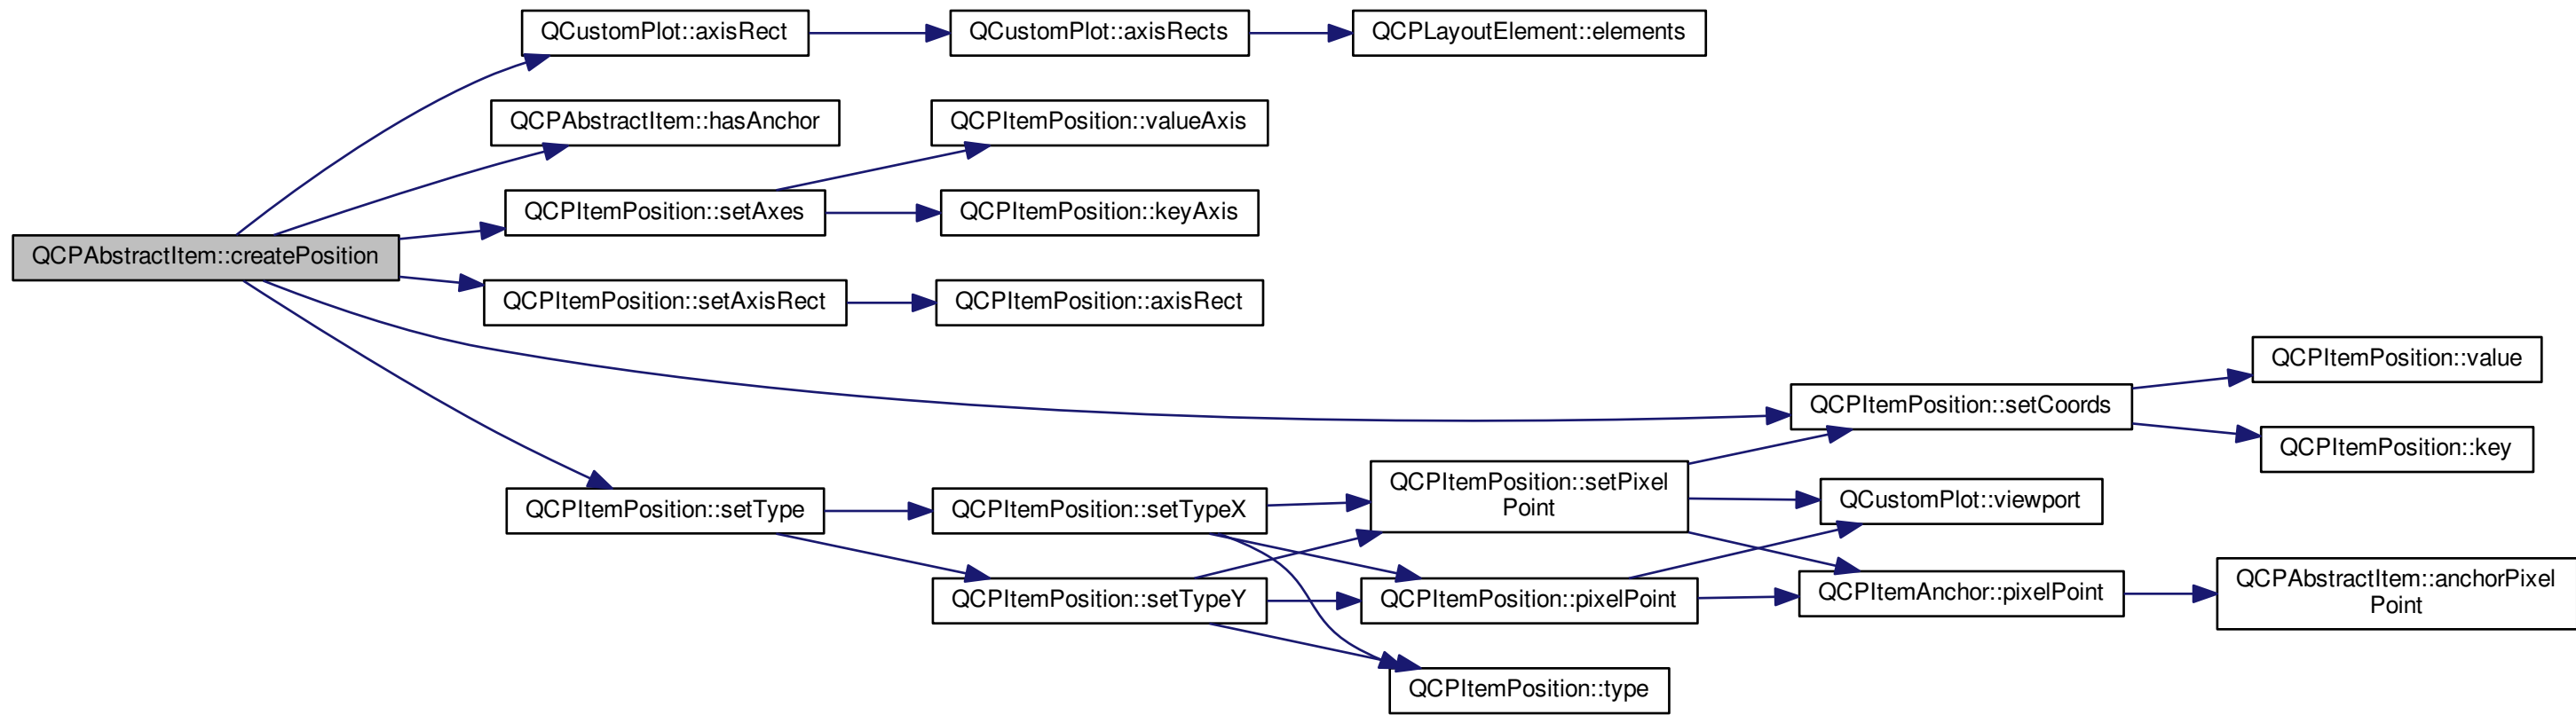 QCustomPlot::axisRect
QCustomPlot::axisRects
QCPLayoutElement::elements
QCPAbstractItem::hasAnchor
QCPItemPosition::valueAxis
QCPItemPosition::setAxes
QCPItemPosition::keyAxis
QCPAbstractItem::createPosition
QCPItemPosition::setAxisRect
QCPItemPosition::axisRect
QCPItemPosition::value
QCPItemPosition::setCoords
QCPItemPosition::key
QCPItemPosition::setType
QCPItemPosition::setTypeX
QCPItemPosition::setPixel
Point
QCustomPlot::viewport
QCPItemPosition::setTypeY
QCPItemPosition::pixelPoint
QCPItemAnchor::pixelPoint
QCPAbstractItem::anchorPixel
Point
QCPItemPosition::type